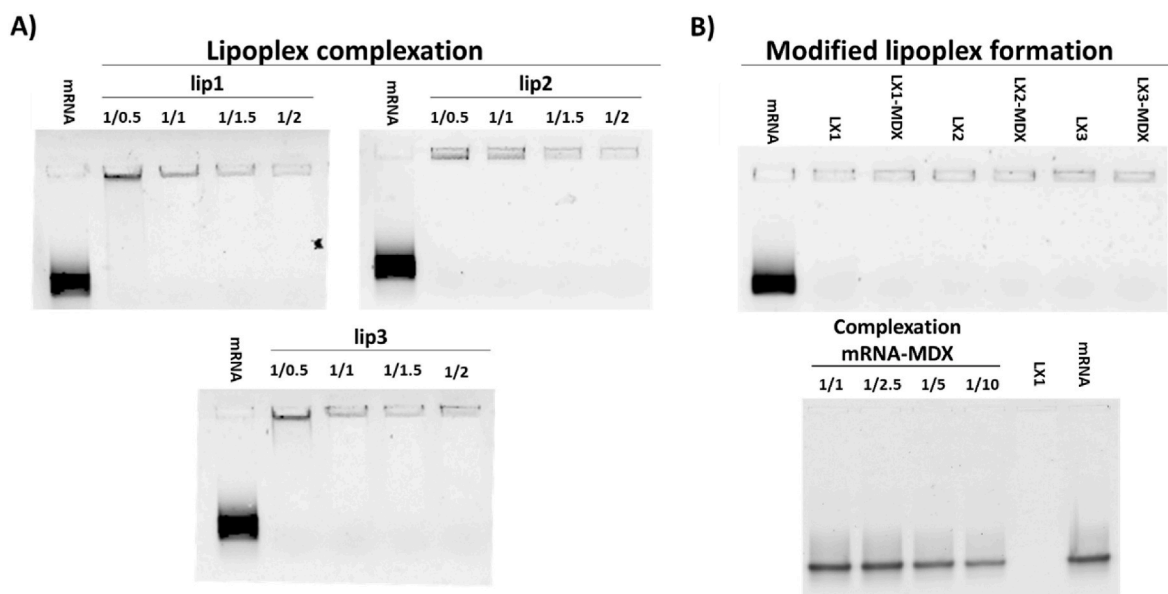 A)
Lipoplex complexation
lip1
mRNA
1/0.5 1/1 1/1.5 1/2
lip2
mRNA
1/0.5 1/1 1/1.5 1/2
lip3
mRNA
1/0.5 1/1 1/1.5 1/2
B)
Modified lipoplex formation
mRNA LX1 LX1-MDX LX2 LX2-MDX LX3 LX3-MDX
Complexation
mRNA-MDX
1/1 1/2.5 1/5 1/10 LX1 mRNA